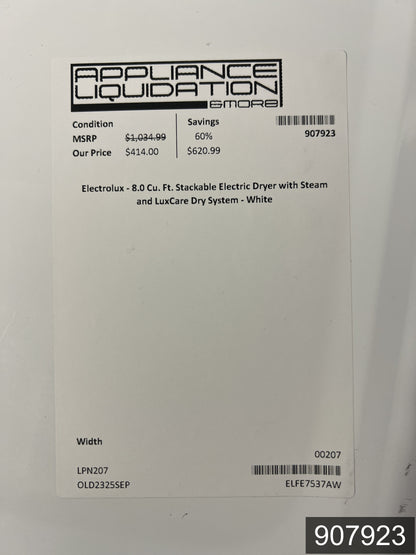 APPLIANCE
LIQUIDATION
&MORE
Condition
MSRP $1,034.99
Our Price $414.00
Savings
60%
$620.99
907923
Electrolux - 8.0 Cu. Ft. Stackable Electric Dryer with Steam
and LuxCare Dry System - White
Width
00207
LPN207
OLD2325SEP
ELFE7537AW
907923